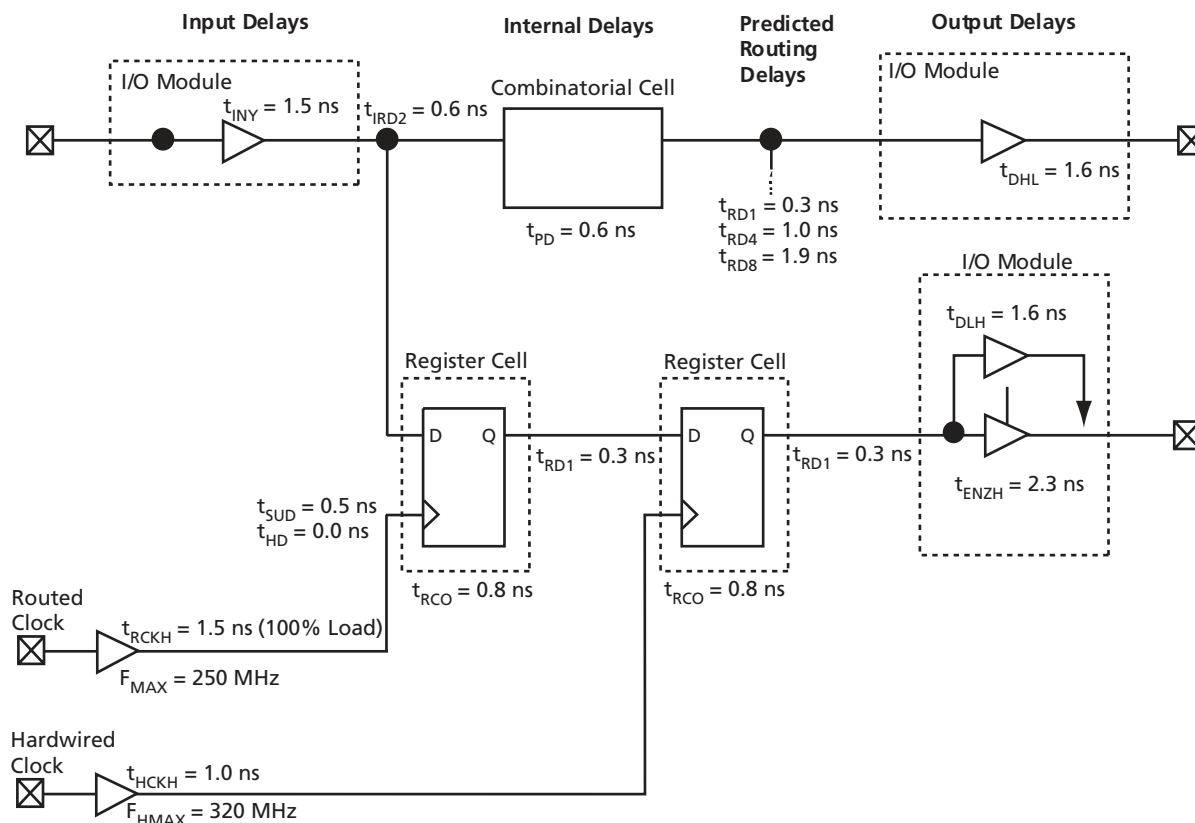 Input Delays
Internal Delays
Predicted
Routing
Delays
Output Delays
I/O Module
tINY = 1.5 ns
tIRD2 = 0.6 ns
Combinatorial Cell
tPD = 0.6 ns
tRD1 = 0.3 ns
tRD4 = 1.0 ns
tRD8 = 1.9 ns
I/O Module
tDHL = 1.6 ns
I/O Module
tDLH = 1.6 ns
tENZH = 2.3 ns
Register Cell
D Q
tRD1 = 0.3 ns
Register Cell
D Q
tRD1 = 0.3 ns
tSUD = 0.5 ns
tHD = 0.0 ns
tRCO = 0.8 ns
tRCO = 0.8 ns
Routed
Clock
tRCKH = 1.5 ns (100% Load)
FMAX = 250 MHz
Hardwired
Clock
tHCKH = 1.0 ns
FHMAX = 320 MHz